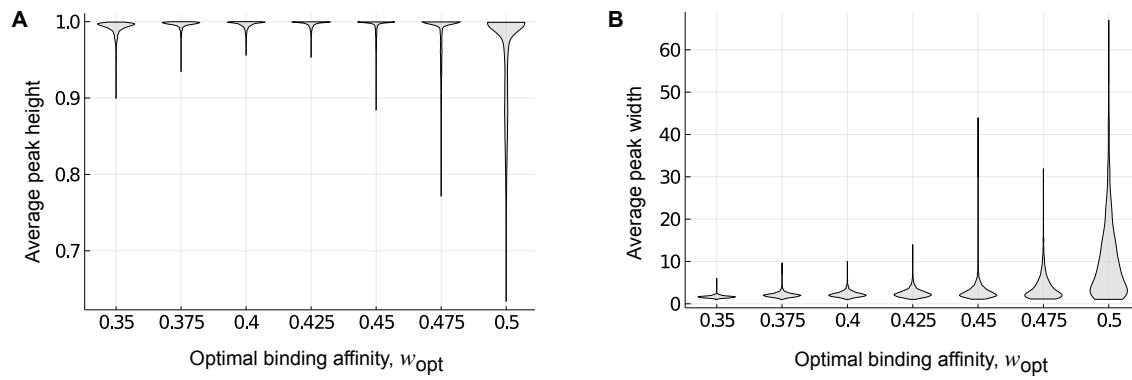 A
Average peak height
1.0
0.9
0.8
0.7
0.35 0.375 0.4 0.425 0.45 0.475 0.5
Optimal binding affinity, wopt
B
Average peak width
60
50
40
30
20
10
0
0.35 0.375 0.4 0.425 0.45 0.475 0.5
Optimal binding affinity, wopt